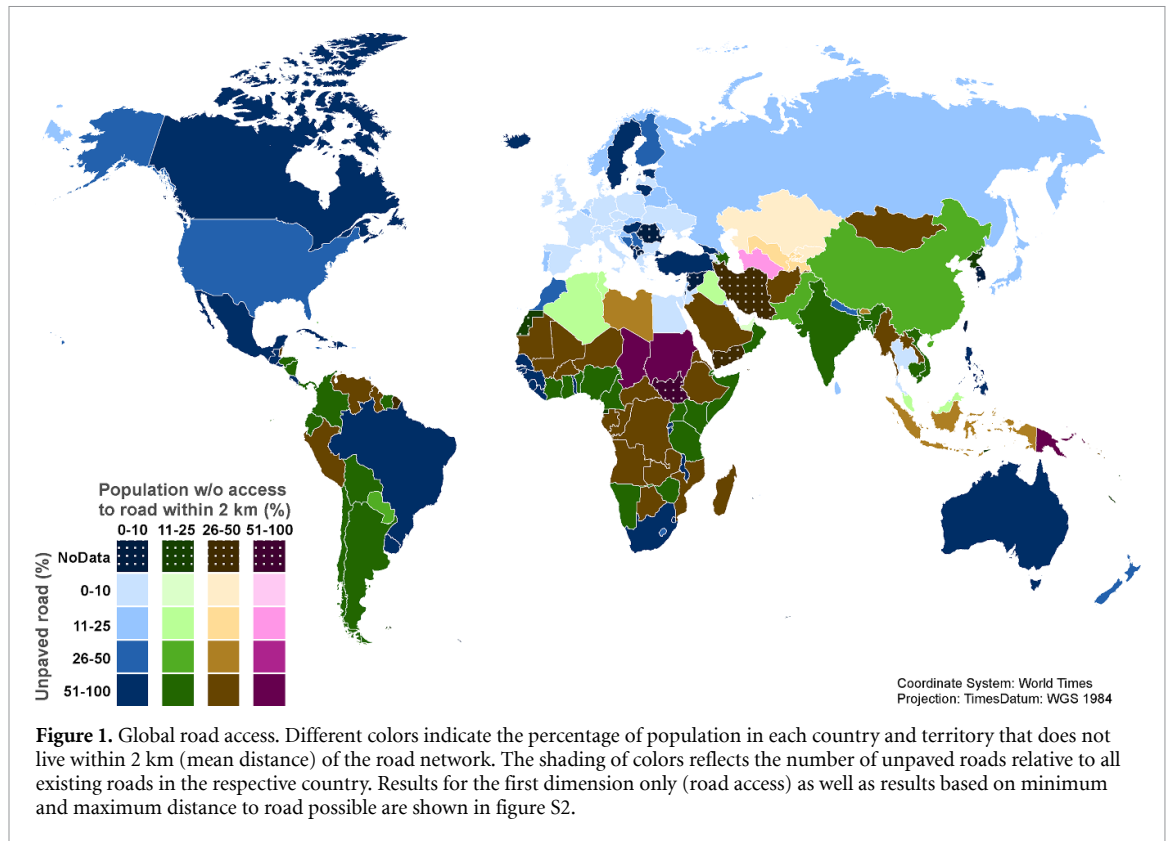 Population w/o access
to road within 2 km (%)
0-10 11-25 26-50 51-100
Unpaved road (%)
NoData
0-10
11-25
26-50
51-100
Coordinate System: World Times
Projection: TimesDatum: WGS 1984
Figure 1. Global road access. Different colors indicate the percentage of population in each country and territory that does not
live within 2 km (mean distance) of the road network. The shading of colors reflects the number of unpaved roads relative to all
existing roads in the respective country. Results for the first dimension only (road access) as well as results based on minimum
and maximum distance to road possible are shown in figure S2.